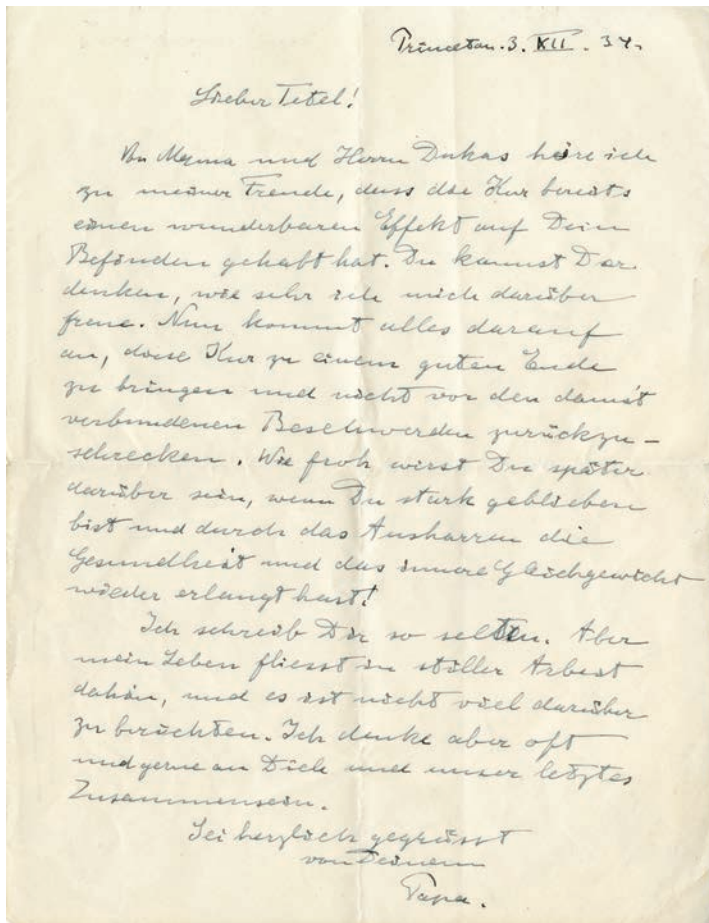 Princeton. 3. XII. 34.
Lieber Tetel!
Von Mama und Herrn Dukas höre ich
zu meiner Freude, dass die Kur bereits
einen wunderbaren Effekt auf Dein
Befinden gehabt hat. Du kannst Dir
denken, wie sehr ich mich darüber
freue. Nun kommt alles darauf
an, diese Kur zu einem guten Ende
zu bringen und nicht vor den damit
verbundenen Beschwerden zurückzu-
schrecken. Wie froh wirst Du später
darüber sein, wenn Du stark geblieben
bist und durch das Ausharren die
Gesundheit und das innere Gleichgewicht
wieder erlangt hast!
Ich schreib Dir so selten. Aber
mein Leben fliesst in stiller Arbeit
dahin, und es ist nicht viel darüber
zu berichten. Ich denke aber oft
und gerne an Dich und unser letztes
Zusammensein.
Sei herzlich gegrüsst
von Deinem
Papa.